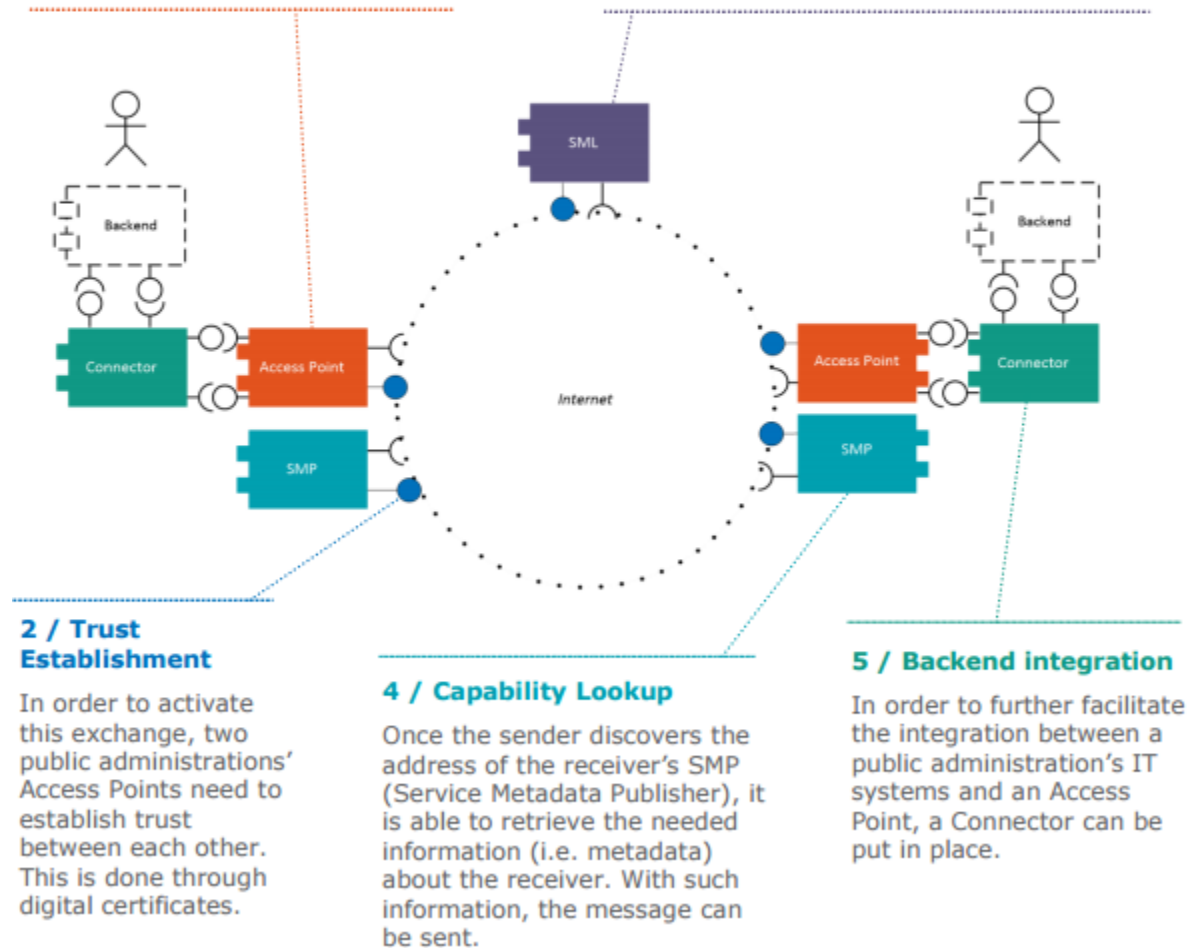 SML
Backend
Backend
Connector
Access Point
Access Point
Connector
Internet
SMP
SMP
2 / Trust
Establishment
In order to activate
this exchange, two
public administrations’
Access Points need to
establish trust
between each other.
This is done through
digital certificates.
4 / Capability Lookup
Once the sender discovers the
address of the receiver’s SMP
(Service Metadata Publisher), it
is able to retrieve the needed
information (i.e. metadata)
about the receiver. With such
information, the message can
be sent.
5 / Backend integration
In order to further facilitate
the integration between a
public administration’s IT
systems and an Access
Point, a Connector can be
put in place.